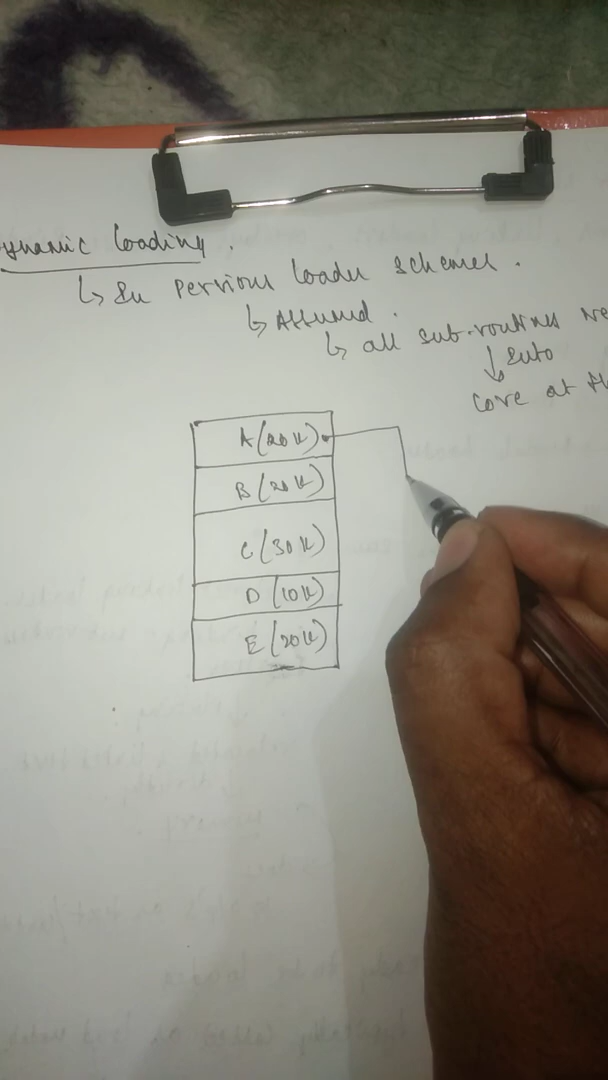 ynamic loading.
↳ In Pervious loader schemes.
↳ Assumed.
↳ all sub-routines ne
↓ into
core at th
A (20K)
B (20K)
C (30K)
D (10K)
E (20K)